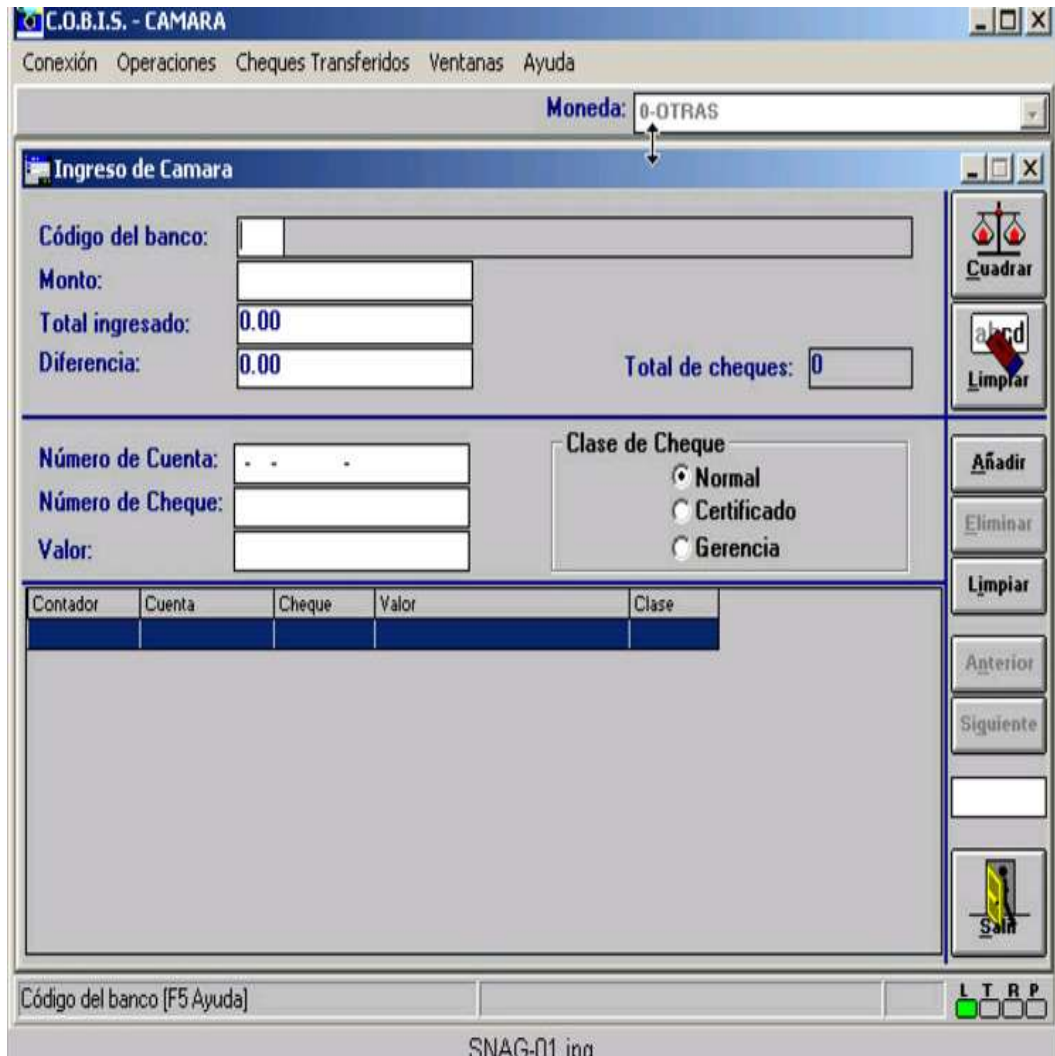 C.O.B.I.S. - CAMARA
Conexión Operaciones Cheques Transferidos Ventanas Ayuda
Moneda: 0-OTRAS
Ingreso de Camara
Código del banco:
Monto:
Total ingresado: 0.00
Diferencia: 0.00
Total de cheques: 0
Cuadrar
abcd
Limpiar
Número de Cuenta: - - -
Número de Cheque:
Valor:
Clase de Cheque
Normal
Certificado
Gerencia
Añadir
Eliminar
Limpiar
Contador Cuenta Cheque Valor Clase
Anterior
Siguiente
Salir
Código del banco [F5 Ayuda]
L T R P
SNAG-01.jpg